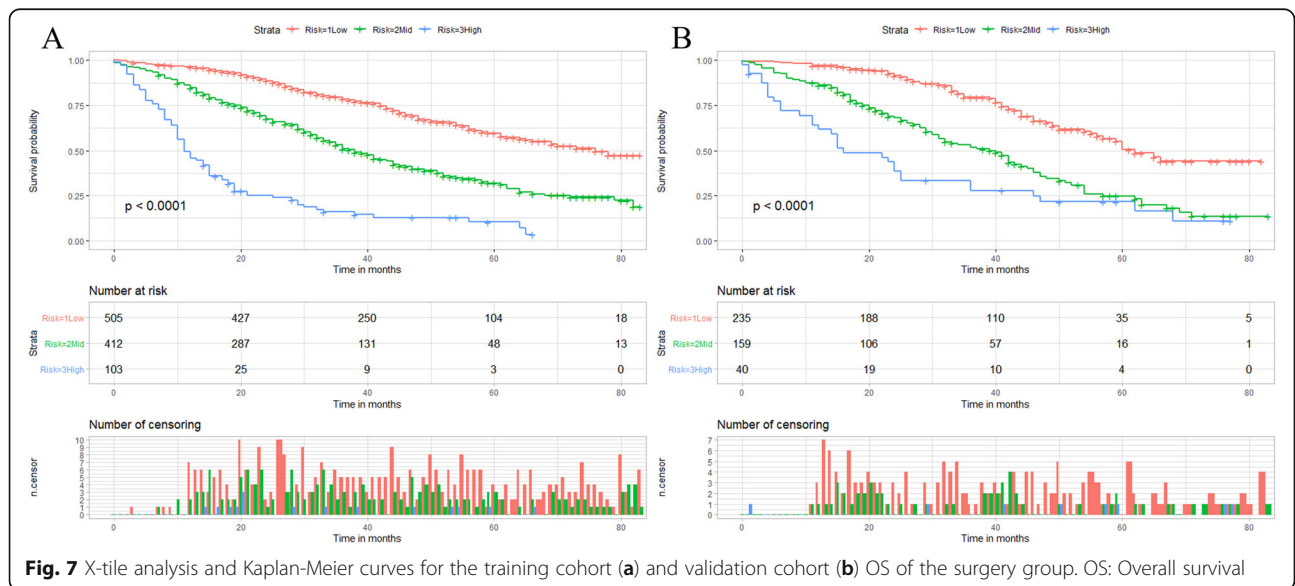 A
Strata Risk=1Low Risk=2Mid Risk=3High
1.00
0.75
0.50
0.25
0.00
Survival probability
p < 0.0001
0 20 40 60 80
Time in months
Number at risk
Strata
Risk=1Low 505 427 250 104 18
Risk=2Mid 412 287 131 48 13
Risk=3High 103 25 9 3 0
0 20 40 60 80
Time in months
Number of censoring
n.censor
10
9
8
7
6
5
4
3
2
1
0
0 20 40 60 80
Time in months
B
Strata Risk=1Low Risk=2Mid Risk=3High
1.00
0.75
0.50
0.25
0.00
Survival probability
p < 0.0001
0 20 40 60 80
Time in months
Number at risk
Strata
Risk=1Low 235 188 110 35 5
Risk=2Mid 159 106 57 16 1
Risk=3High 40 19 10 4 0
0 20 40 60 80
Time in months
Number of censoring
n.censor
7
6
5
4
3
2
1
0
0 20 40 60 80
Time in months
Fig. 7 X-tile analysis and Kaplan-Meier curves for the training cohort (a) and validation cohort (b) OS of the surgery group. OS: Overall survival